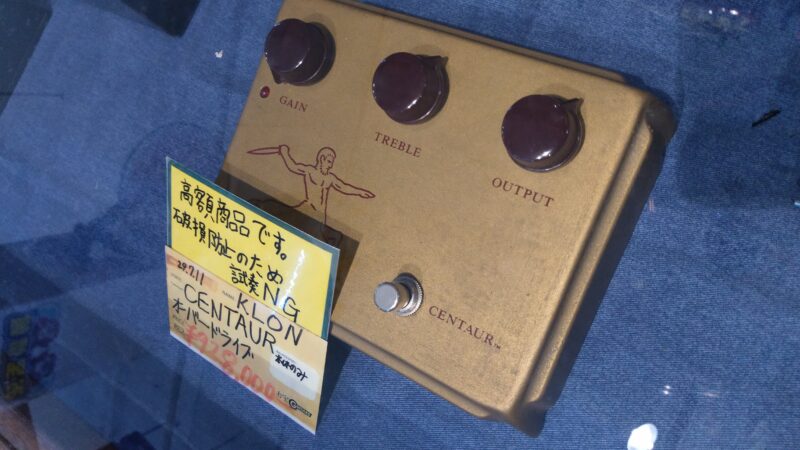 GAIN
TREBLE
OUTPUT
CENTAUR
高額商品です。
破損防止のため
試奏NG
KLON
CENTAUR
オーバードライブ
本体のみ